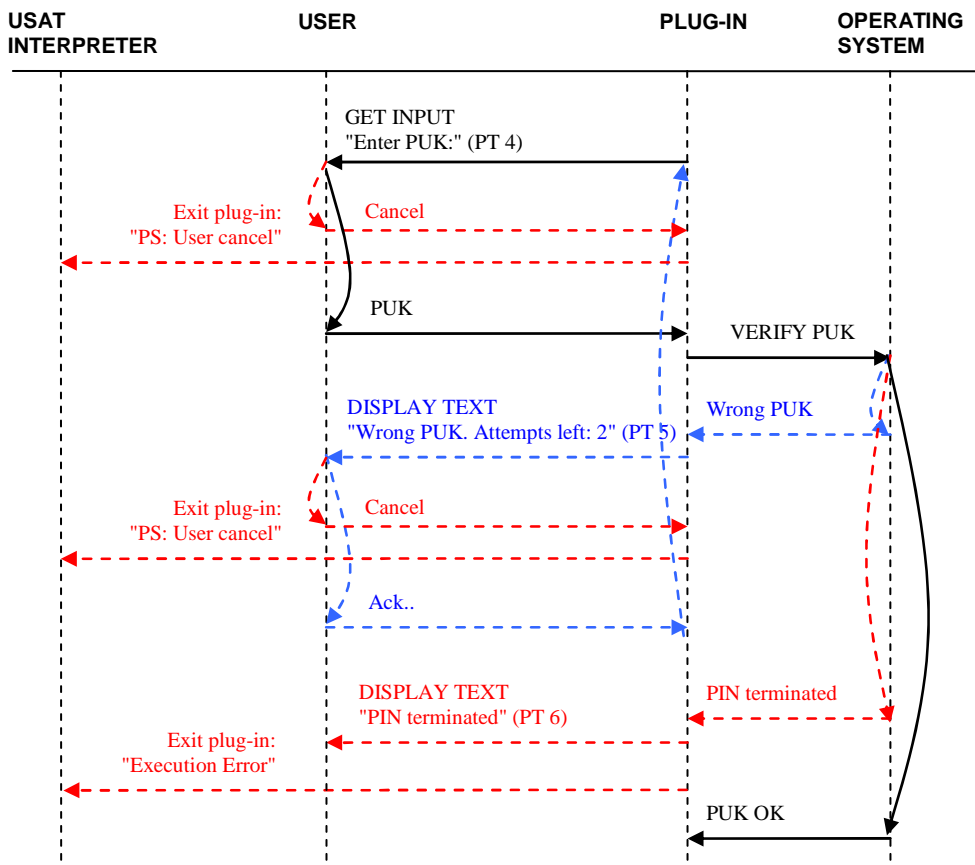 USAT
INTERPRETER
USER
PLUG-IN
OPERATING
SYSTEM
GET INPUT
"Enter PUK:" (PT 4)
Exit plug-in:
"PS: User cancel"
Cancel
PUK
VERIFY PUK
DISPLAY TEXT
"Wrong PUK. Attempts left: 2" (PT 5)
Wrong PUK
Exit plug-in:
"PS: User cancel"
Cancel
Ack..
DISPLAY TEXT
"PIN terminated" (PT 6)
PIN terminated
Exit plug-in:
"Execution Error"
PUK OK